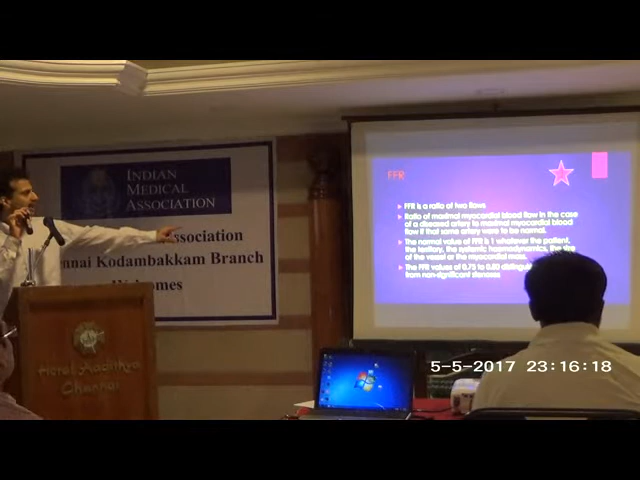 INDIAN
MEDICAL
ASSOCIATION
Association
nnai Kodambakkam Branch
Hotel Aadithya
Chennai
FFR
FFR is a ratio of two flows
Ratio of maximal myocardial blood flow in the case
of a diseased artery to maximal myocardial blood
flow if that same artery were to be normal.
The normal value of FFR is 1 whatever the patient,
the territory, the systemic haemodynamics, the size
of the vessel or the myocardial mass.
The FFR values of 0.75 to 0.80
from non-significant stenoses
5-5-2017 23:16:18